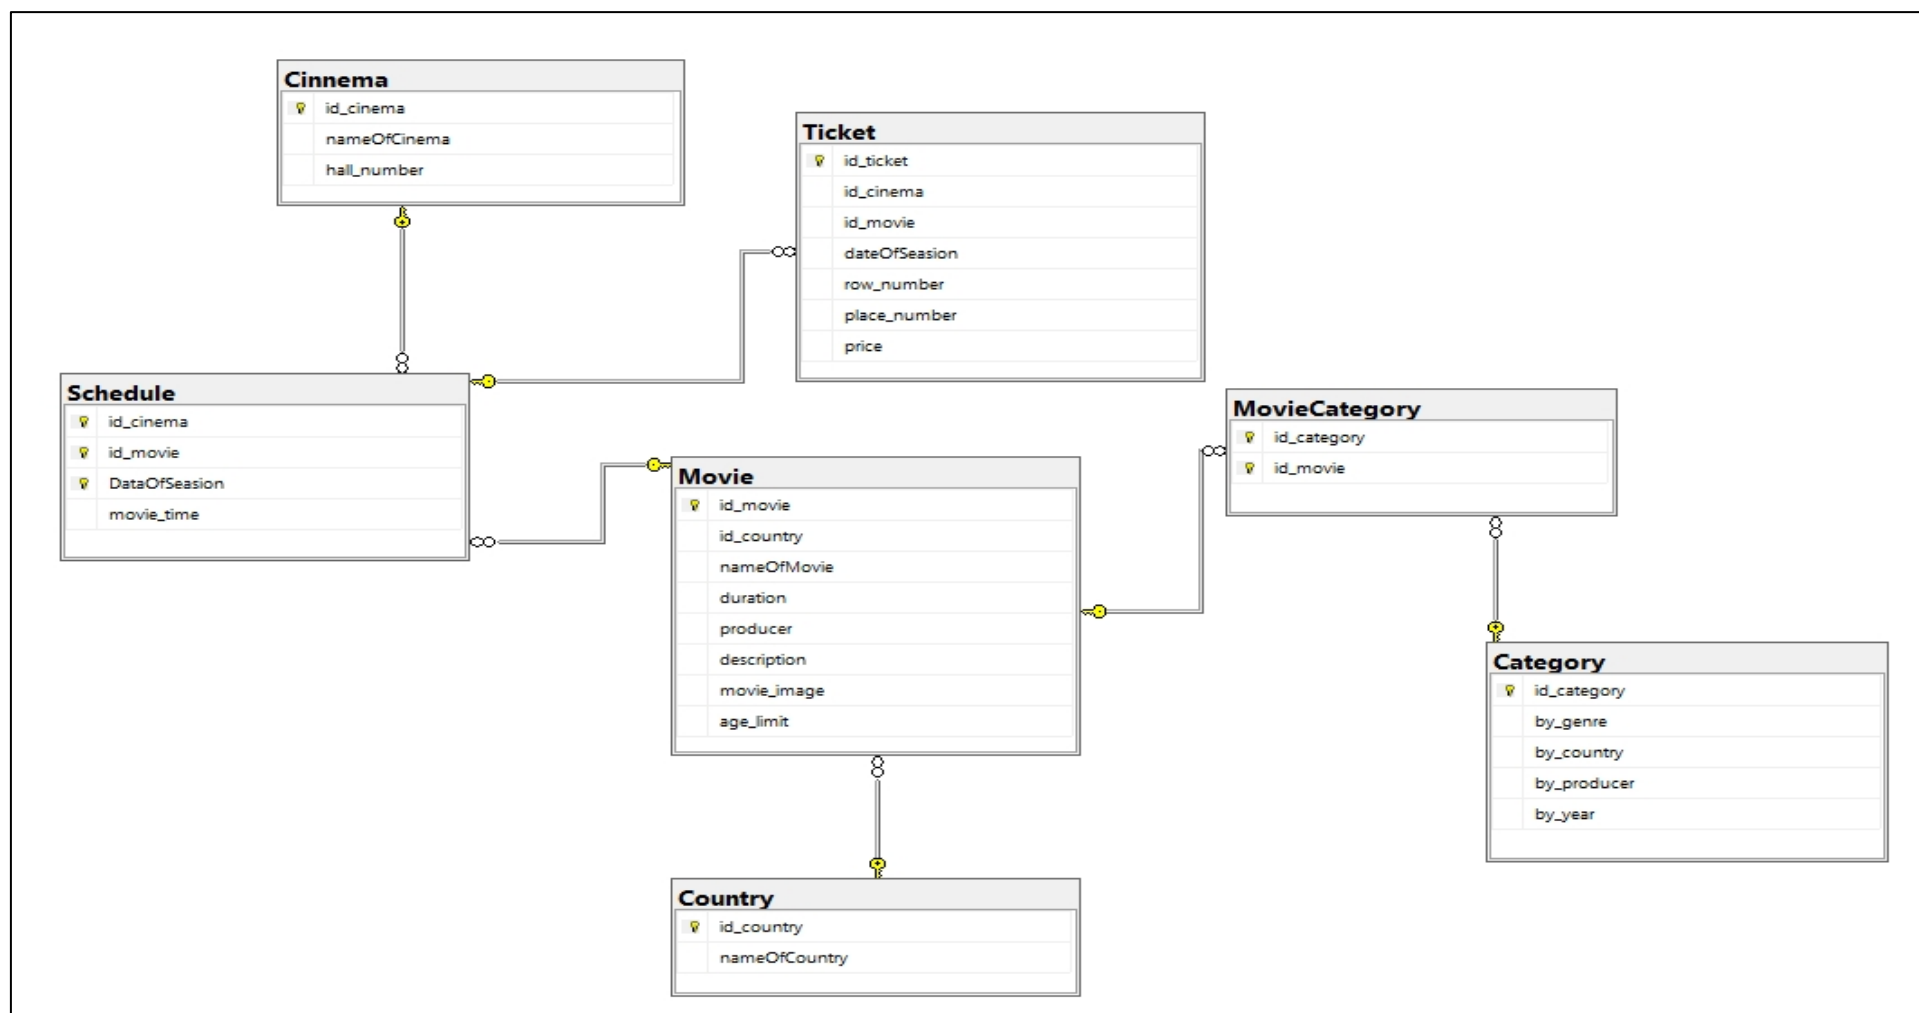 Cinnema
id_cinema
nameOfCinema
hall_number
Ticket
id_ticket
id_cinema
id_movie
dateOfSeasion
row_number
place_number
price
Schedule
id_cinema
id_movie
DataOfSeasion
movie_time
Movie
id_movie
id_country
nameOfMovie
duration
producer
description
movie_image
age_limit
MovieCategory
id_category
id_movie
Category
id_category
by_genre
by_country
by_producer
by_year
Country
id_country
nameOfCountry